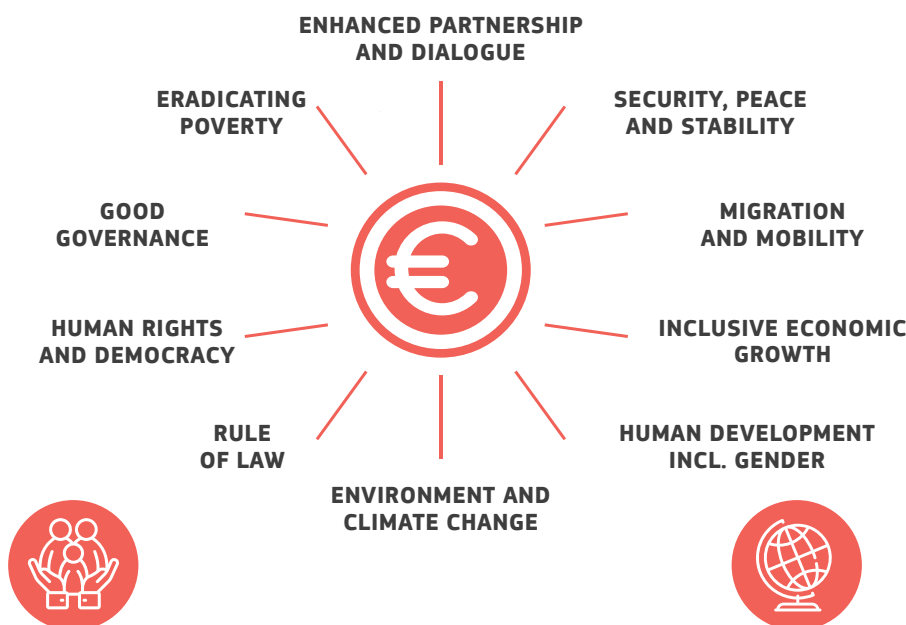 ENHANCED PARTNERSHIP
AND DIALOGUE
ERADICATING
POVERTY
SECURITY, PEACE
AND STABILITY
GOOD
GOVERNANCE
MIGRATION
AND MOBILITY
HUMAN RIGHTS
AND DEMOCRACY
INCLUSIVE ECONOMIC
GROWTH
RULE
OF LAW
HUMAN DEVELOPMENT
INCL. GENDER
ENVIRONMENT AND
CLIMATE CHANGE
€